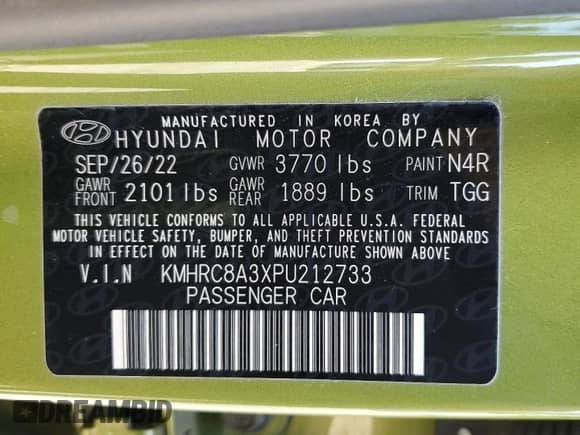 MANUFACTURED IN KOREA BY
HYUNDAI MOTOR COMPANY
SEP/26/22 GVWR 3770 lbs PAINT N4R
GAWR FRONT 2101 lbs GAWR REAR 1889 lbs TRIM TGG
THIS VEHICLE CONFORMS TO ALL APPLICABLE U.S.A. FEDERAL
MOTOR VEHICLE SAFETY, BUMPER, AND THEFT PREVENTION STANDARDS
IN EFFECT ON THE DATE OF MANUFACTURE SHOWN ABOVE
V.I.N KMHRC8A3XPU212733
PASSENGER CAR
DREAMBID